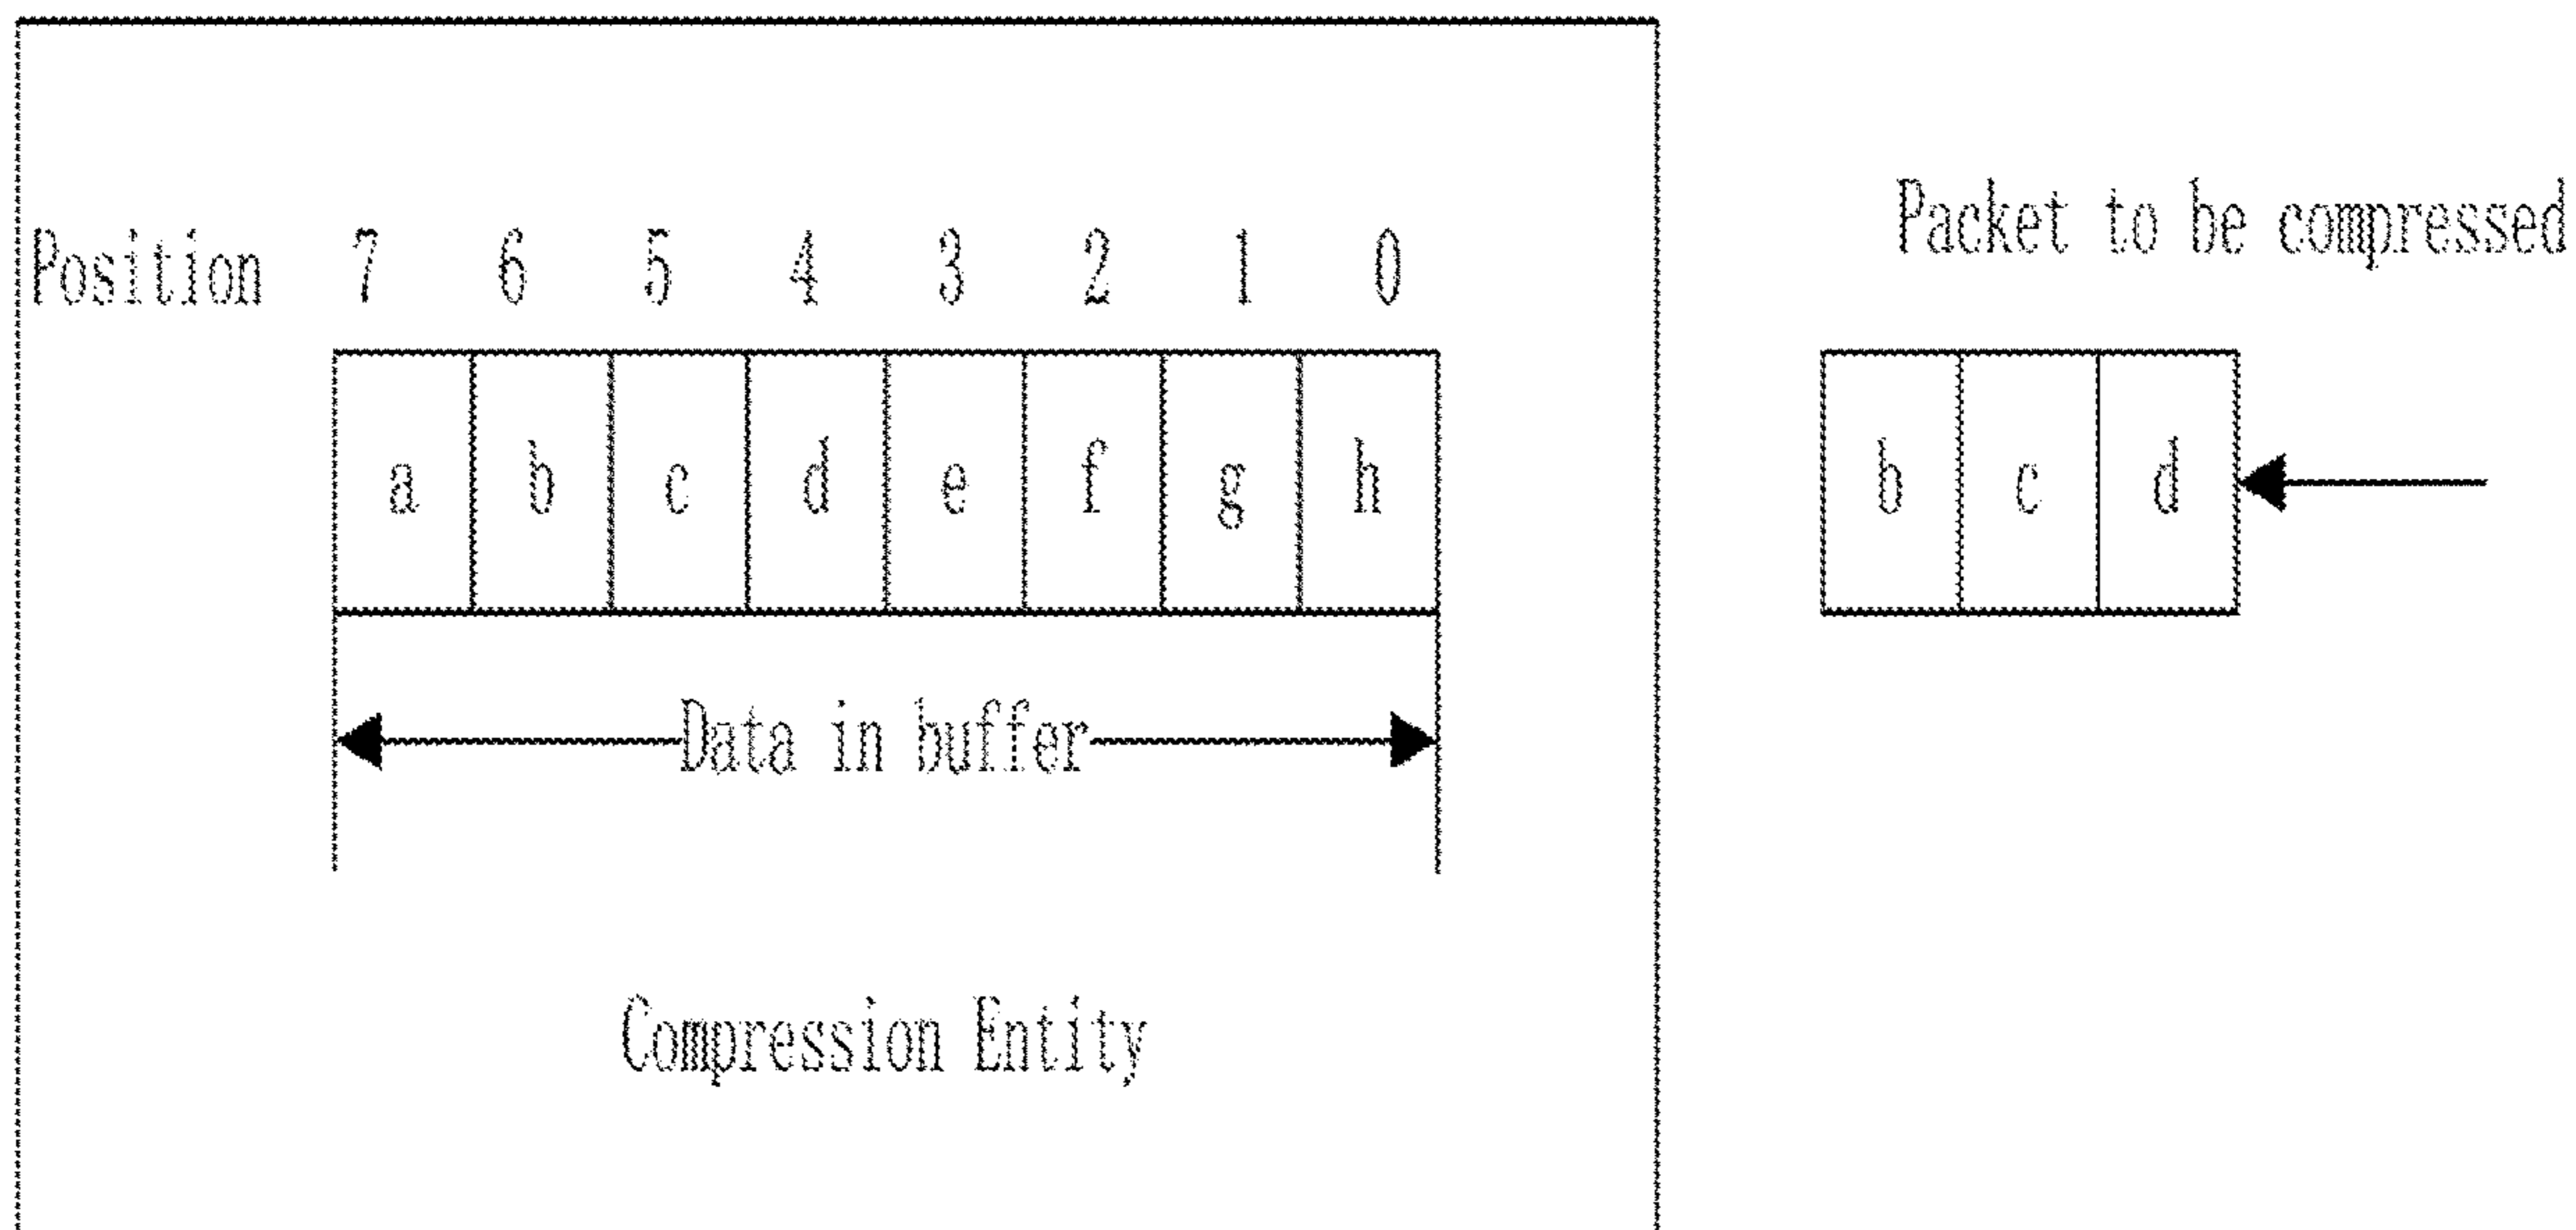 Packet to be compressed
Position 7 6 5 4 3 2 1 0
a b c d e f g h
b c d
Data in buffer
Compression Entity